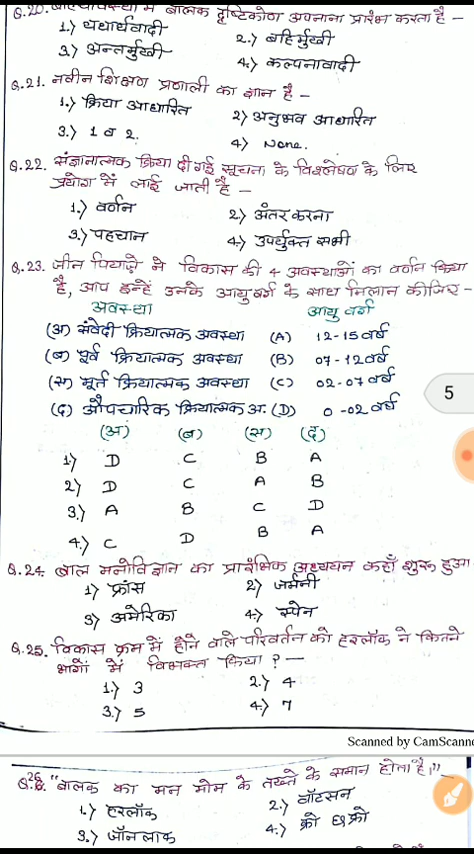 Q.20. बाल्यावस्था में बालक दृष्टिकोण अपनाना प्रारंभ करता है –
1.) यथार्थवादी 2.) बहिर्मुखी
3.) अन्तर्मुखी 4.) कल्पनावादी
Q.21. नवीन शिक्षण प्रणाली का ज्ञान है –
1.) क्रिया आधारित 2) अनुभव आधारित
3.) 1 व 2. 4) None.
Q.22. संज्ञानात्मक क्रिया दी गई सूचना के विश्लेषण के लिए
प्रयोग में लाई जाती है –
1.) वर्णन 2) अंतर करना
3.) पहचान 4.) उपर्युक्त सभी
Q.23. जीन पियाजे ने विकास की 4 अवस्थाओं का वर्णन किया
है, आप इन्हें उनके आयु वर्ग के साथ मिलान कीजिए –
अवस्था आयु वर्ग
(अ) संवेदी क्रियात्मक अवस्था (A) 12-15 वर्ष
(ब) पूर्व क्रियात्मक अवस्था (B) 07-12 वर्ष
(स) मूर्त क्रियात्मक अवस्था (C) 02-07 वर्ष
(द) औपचारिक क्रियात्मक अ. (D) 0-02 वर्ष
5
(अ) (ब) (स) (द)
1) D C B A
2) D C A B
3.) A B C D
4.) C D B A
Q.24. बाल मनोविज्ञान का प्रारंभिक अध्ययन कहाँ शुरू हुआ
1) फ्रांस 2) जर्मनी
3) अमेरिका 4.) स्पेन
Q.25. विकास क्रम में होने वाले परिवर्तन को हरलॉक ने कितने
भागों में विभक्त किया ? –
1.) 3 2.) 4
3.) 5 4.) 7
Scanned by CamScanne
Q.26. "बालक का मन मोम के तख्ते के समान होता है।" –
1.) हरलॉक 2.) वॉटसन
3.) जॉन लाक 4.) क्रो एण्ड क्रो